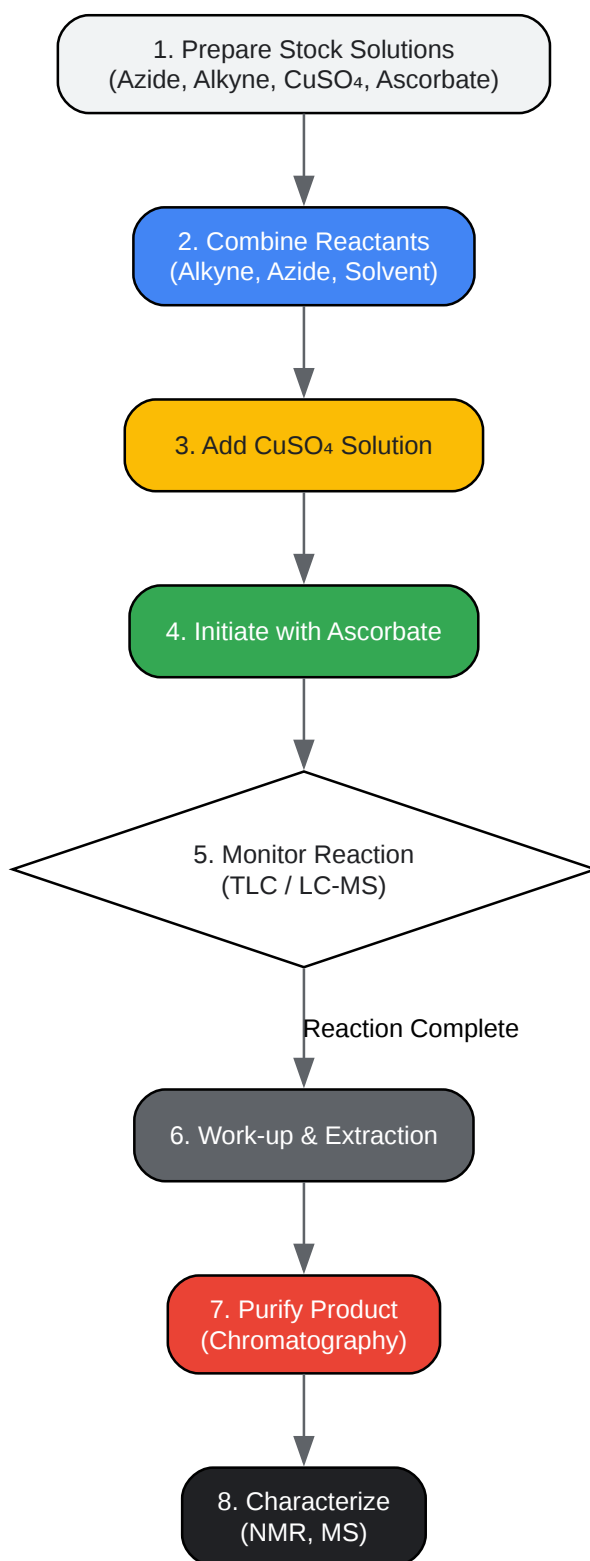 1. Prepare Stock Solutions
(Azide, Alkyne, CuSO₄, Ascorbate)
2. Combine Reactants
(Alkyne, Azide, Solvent)
3. Add CuSO₄ Solution
4. Initiate with Ascorbate
5. Monitor Reaction
(TLC / LC-MS)
Reaction Complete
6. Work-up & Extraction
7. Purify Product
(Chromatography)
8. Characterize
(NMR, MS)